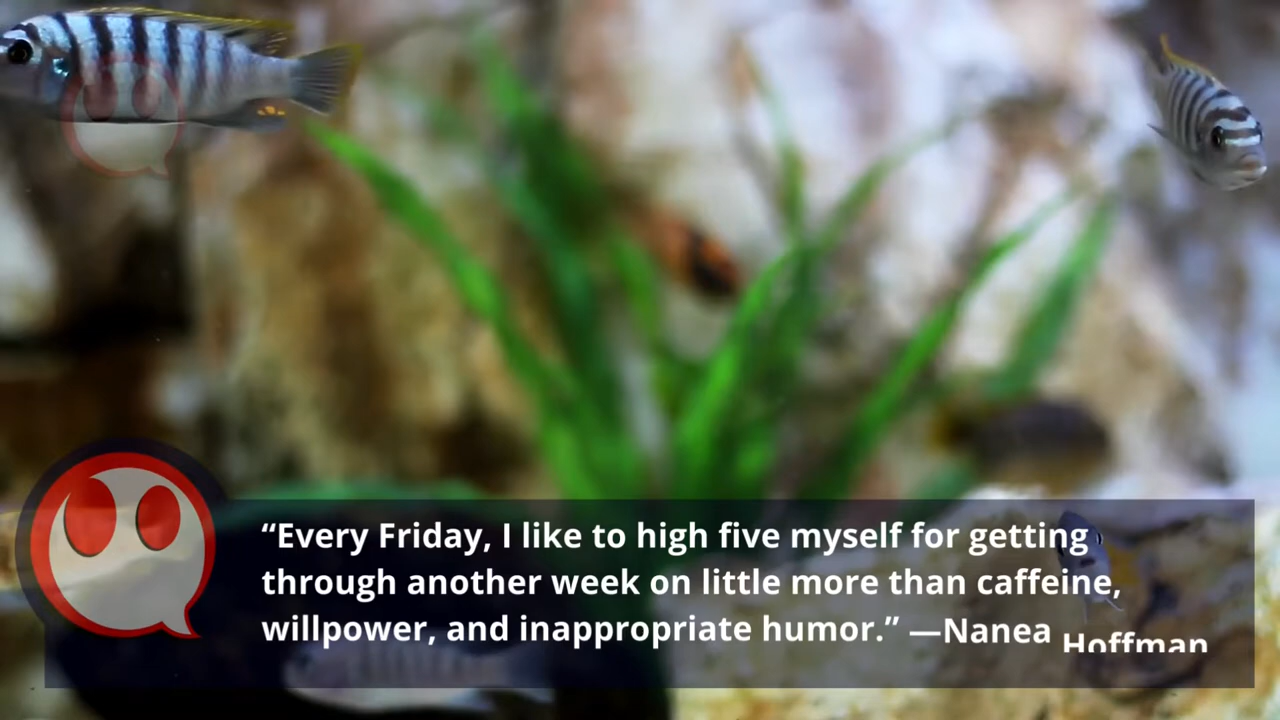 “Every Friday, I like to high five myself for getting
through another week on little more than caffeine,
willpower, and inappropriate humor.” —Nanea Hoffman